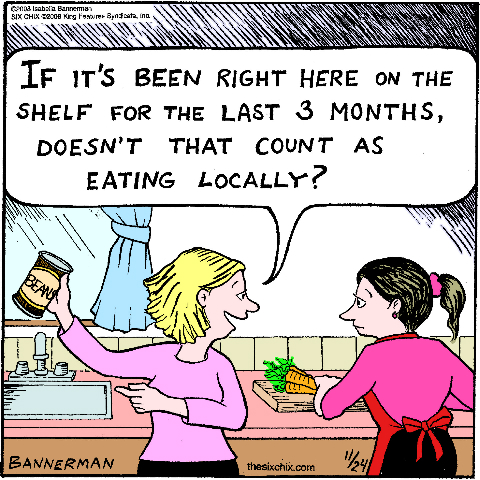 ©2008 Isabella Bannerman
SIX CHIX ©2008 King Features Syndicate, Inc.
IF IT'S BEEN RIGHT HERE ON THE
SHELF FOR THE LAST 3 MONTHS,
DOESN'T THAT COUNT AS
EATING LOCALLY?
BEANS
BANNERMAN
thesixchix.com
11/24